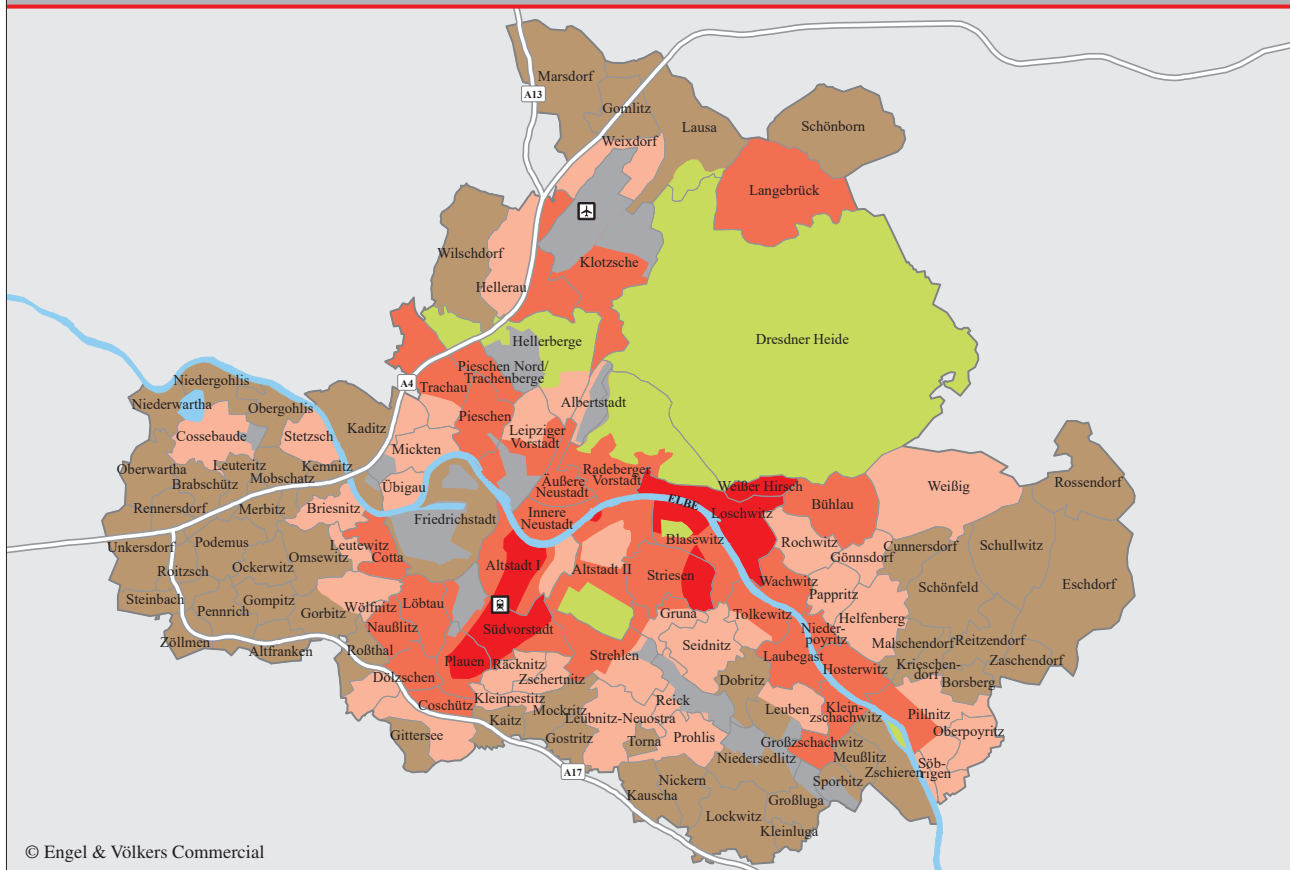 Marsdorf
A13
Gomlitz
Lausa
Schönborn
Weixdorf
Langebrück
Wilschdorf
Klotzsche
Hellerau
Hellerberge
Dresdner Heide
Pieschen Nord/
Trachenberge
Niedergohlis
A4
Trachau
Niederwartha
Obergohlis
Albertstadt
Pieschen
Kaditz
Cossebaude
Stetzsch
Leipziger
Vorstadt
Mickten
Oberwartha
Leuteritz
Kemnitz
Brabschütz
Mobschatz
Radeberger
Vorstadt
Äußere
Neustadt
Übigau
Weißer Hirsch
Weißig
Rossendorf
Rennersdorf
Merbitz
Briesnitz
ELBE
Bühlau
Loschwitz
Friedrichstadt
Innere
Neustadt
Unkersdorf
Podemus
Leutewitz
Blasewitz
Rochwitz
Cunnersdorf
Schullwitz
Omsewitz
Cotta
Gönnsdorf
Roitzsch
Ockerwitz
Altstadt I
Altstadt II
Striesen
Wachwitz
Schönfeld
Eschdorf
Steinbach
Gompitz
Pappritz
Pennrich
Gorbitz
Wölfnitz
Löbtau
Gruna
Tolkewitz
Helfenberg
Naußlitz
Südvorstadt
Nieder-
poyritz
Zöllmen
Altfranken
Roßthal
Seidnitz
Malschendorf
Reitzendorf
Plauen
Räcknitz
Strehlen
Laubegast
Hosterwitz
Krieschen-
dorf
Zaschendorf
Dölzschen
Zschertnitz
Dobritz
Borsberg
Coschütz
Kleinpestitz
Reick
Leuben
Klein-
zschachwitz
Pillnitz
Kaitz
Mockritz
Leubnitz-Neuostra
Oberpoyritz
Gittersee
Gostritz
Torna
Prohlis
Großzschachwitz
Niedersedlitz
Meußlitz
Söb-
rigen
A17
Zschieren
Nickern
Sporbitz
Kauscha
Großluga
Lockwitz
Kleinluga
© Engel & Völkers Commercial